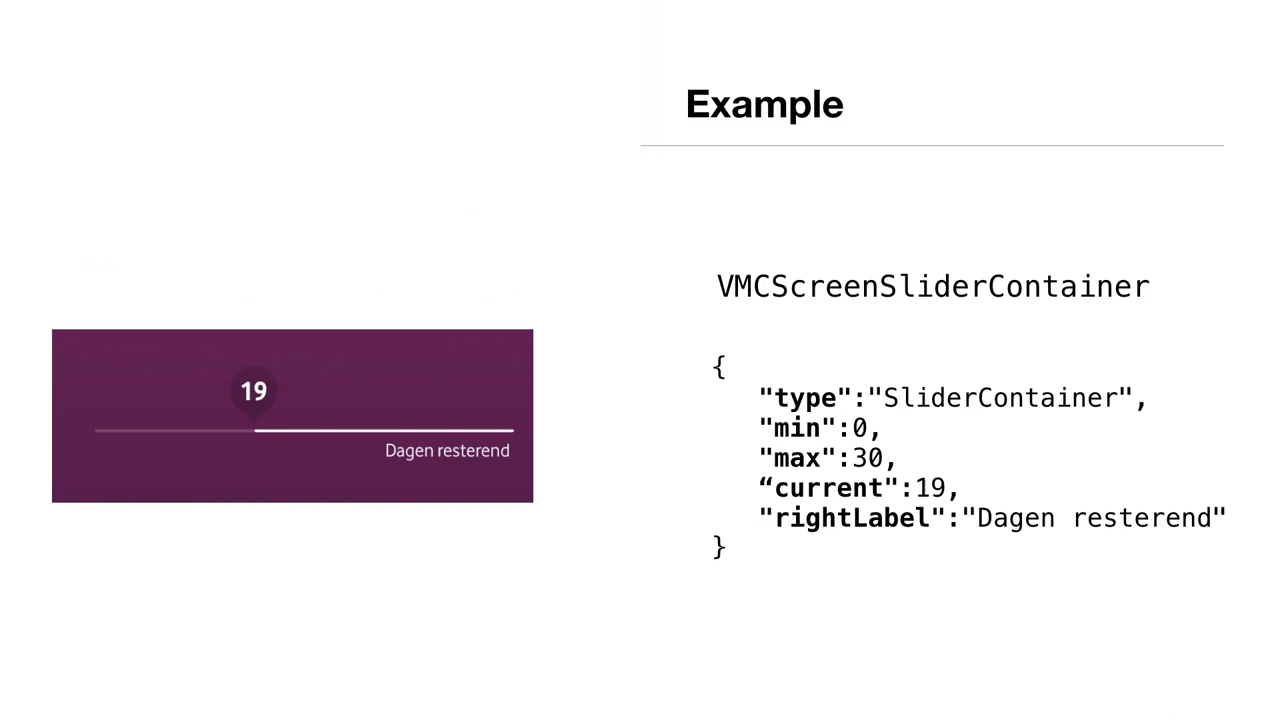 Example
VMCScreenSliderContainer
19
Dagen resterend
{
"type":"SliderContainer",
"min":0,
"max":30,
“current":19,
"rightLabel":"Dagen resterend"
}